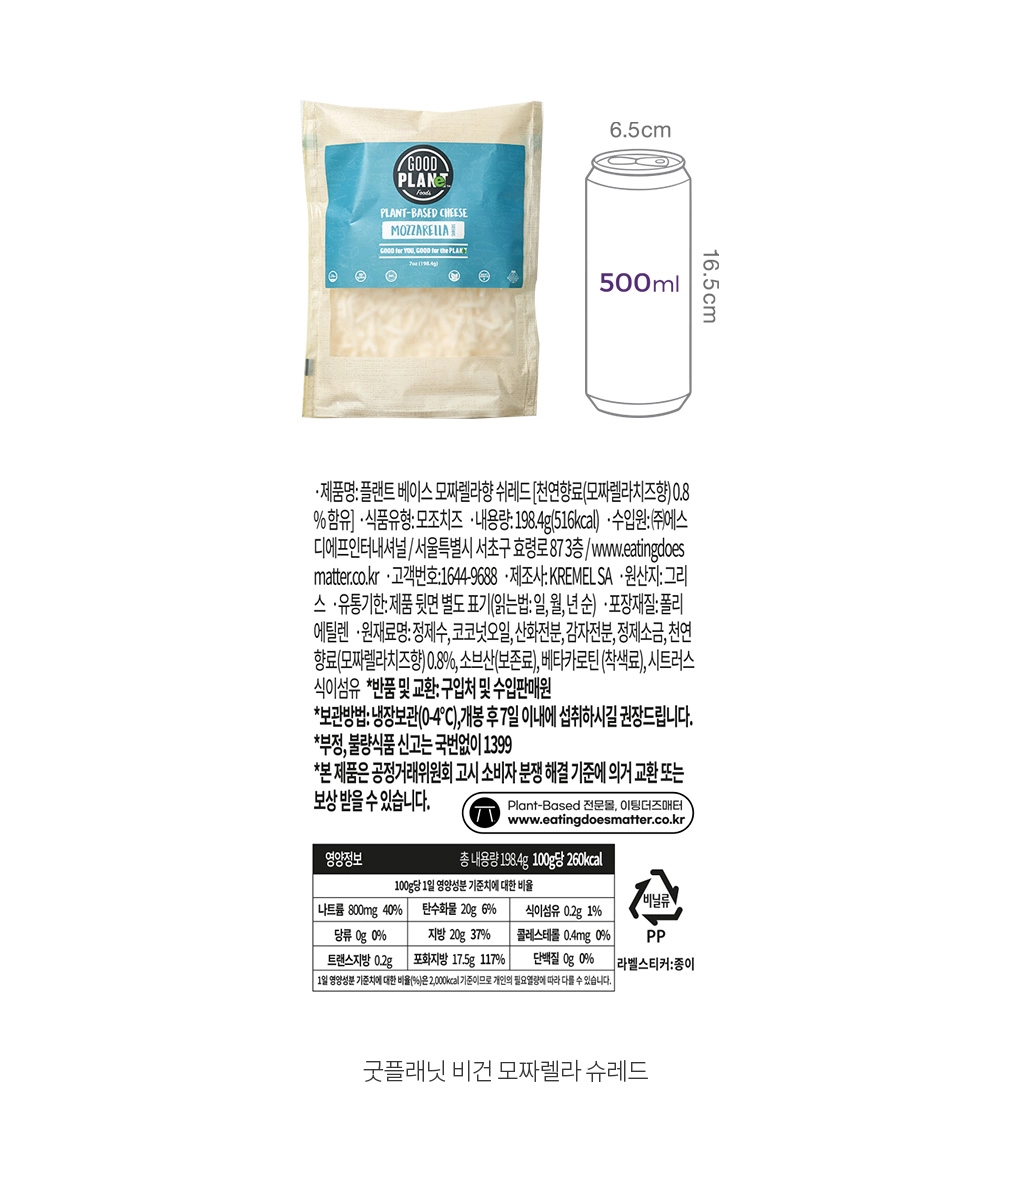 GOOD
PLANeT
Foods
PLANT-BASED CHEESE
MOZZARELLA
GOOD for YOU, GOOD for the PLANeT
7oz (198.4g)
6.5cm
500ml
16.5cm
·제품명: 플랜트 베이스 모짜렐라향 쉬레드 [천연향료(모짜렐라치즈향) 0.8
% 함유] ·식품유형: 모조치즈 ·내용량: 198.4g(516kcal) ·수입원: ㈜에스
디에프인터내셔널 / 서울특별시 서초구 효령로 87 3층 / www.eatingdoes
matter.co.kr ·고객번호:1644-9688 ·제조사: KREMEL SA ·원산지: 그리
스 ·유통기한: 제품 뒷면 별도 표기(읽는법: 일, 월, 년 순) ·포장재질: 폴리
에틸렌 ·원재료명: 정제수, 코코넛오일, 산화전분, 감자전분, 정제소금, 천연
향료(모짜렐라치즈향) 0.8%, 소브산(보존료), 베타카로틴 (착색료), 시트러스
식이섬유 *반품 및 교환: 구입처 및 수입판매원
*보관방법: 냉장보관(0-4℃),개봉 후 7일 이내에 섭취하시길 권장드립니다.
*부정, 불량식품 신고는 국번없이 1399
*본 제품은 공정거래위원회 고시 소비자 분쟁 해결 기준에 의거 교환 또는
보상 받을 수 있습니다.
Plant-Based 전문몰, 이팅더즈매터
www.eatingdoesmatter.co.kr
영양정보 총 내용량 198.4g 100g당 260kcal
100g당 1일 영양성분 기준치에 대한 비율
나트륨 800mg 40% 탄수화물 20g 6% 식이섬유 0.2g 1%
당류 0g 0% 지방 20g 37% 콜레스테롤 0.4mg 0%
트랜스지방 0.2g 포화지방 17.5g 117% 단백질 0g 0%
1일 영양성분 기준치에 대한 비율(%)은 2,000kcal 기준이므로 개인의 필요열량에 따라 다를 수 있습니다.
비닐류
PP
라벨스티커:종이
굿플래닛 비건 모짜렐라 슈레드